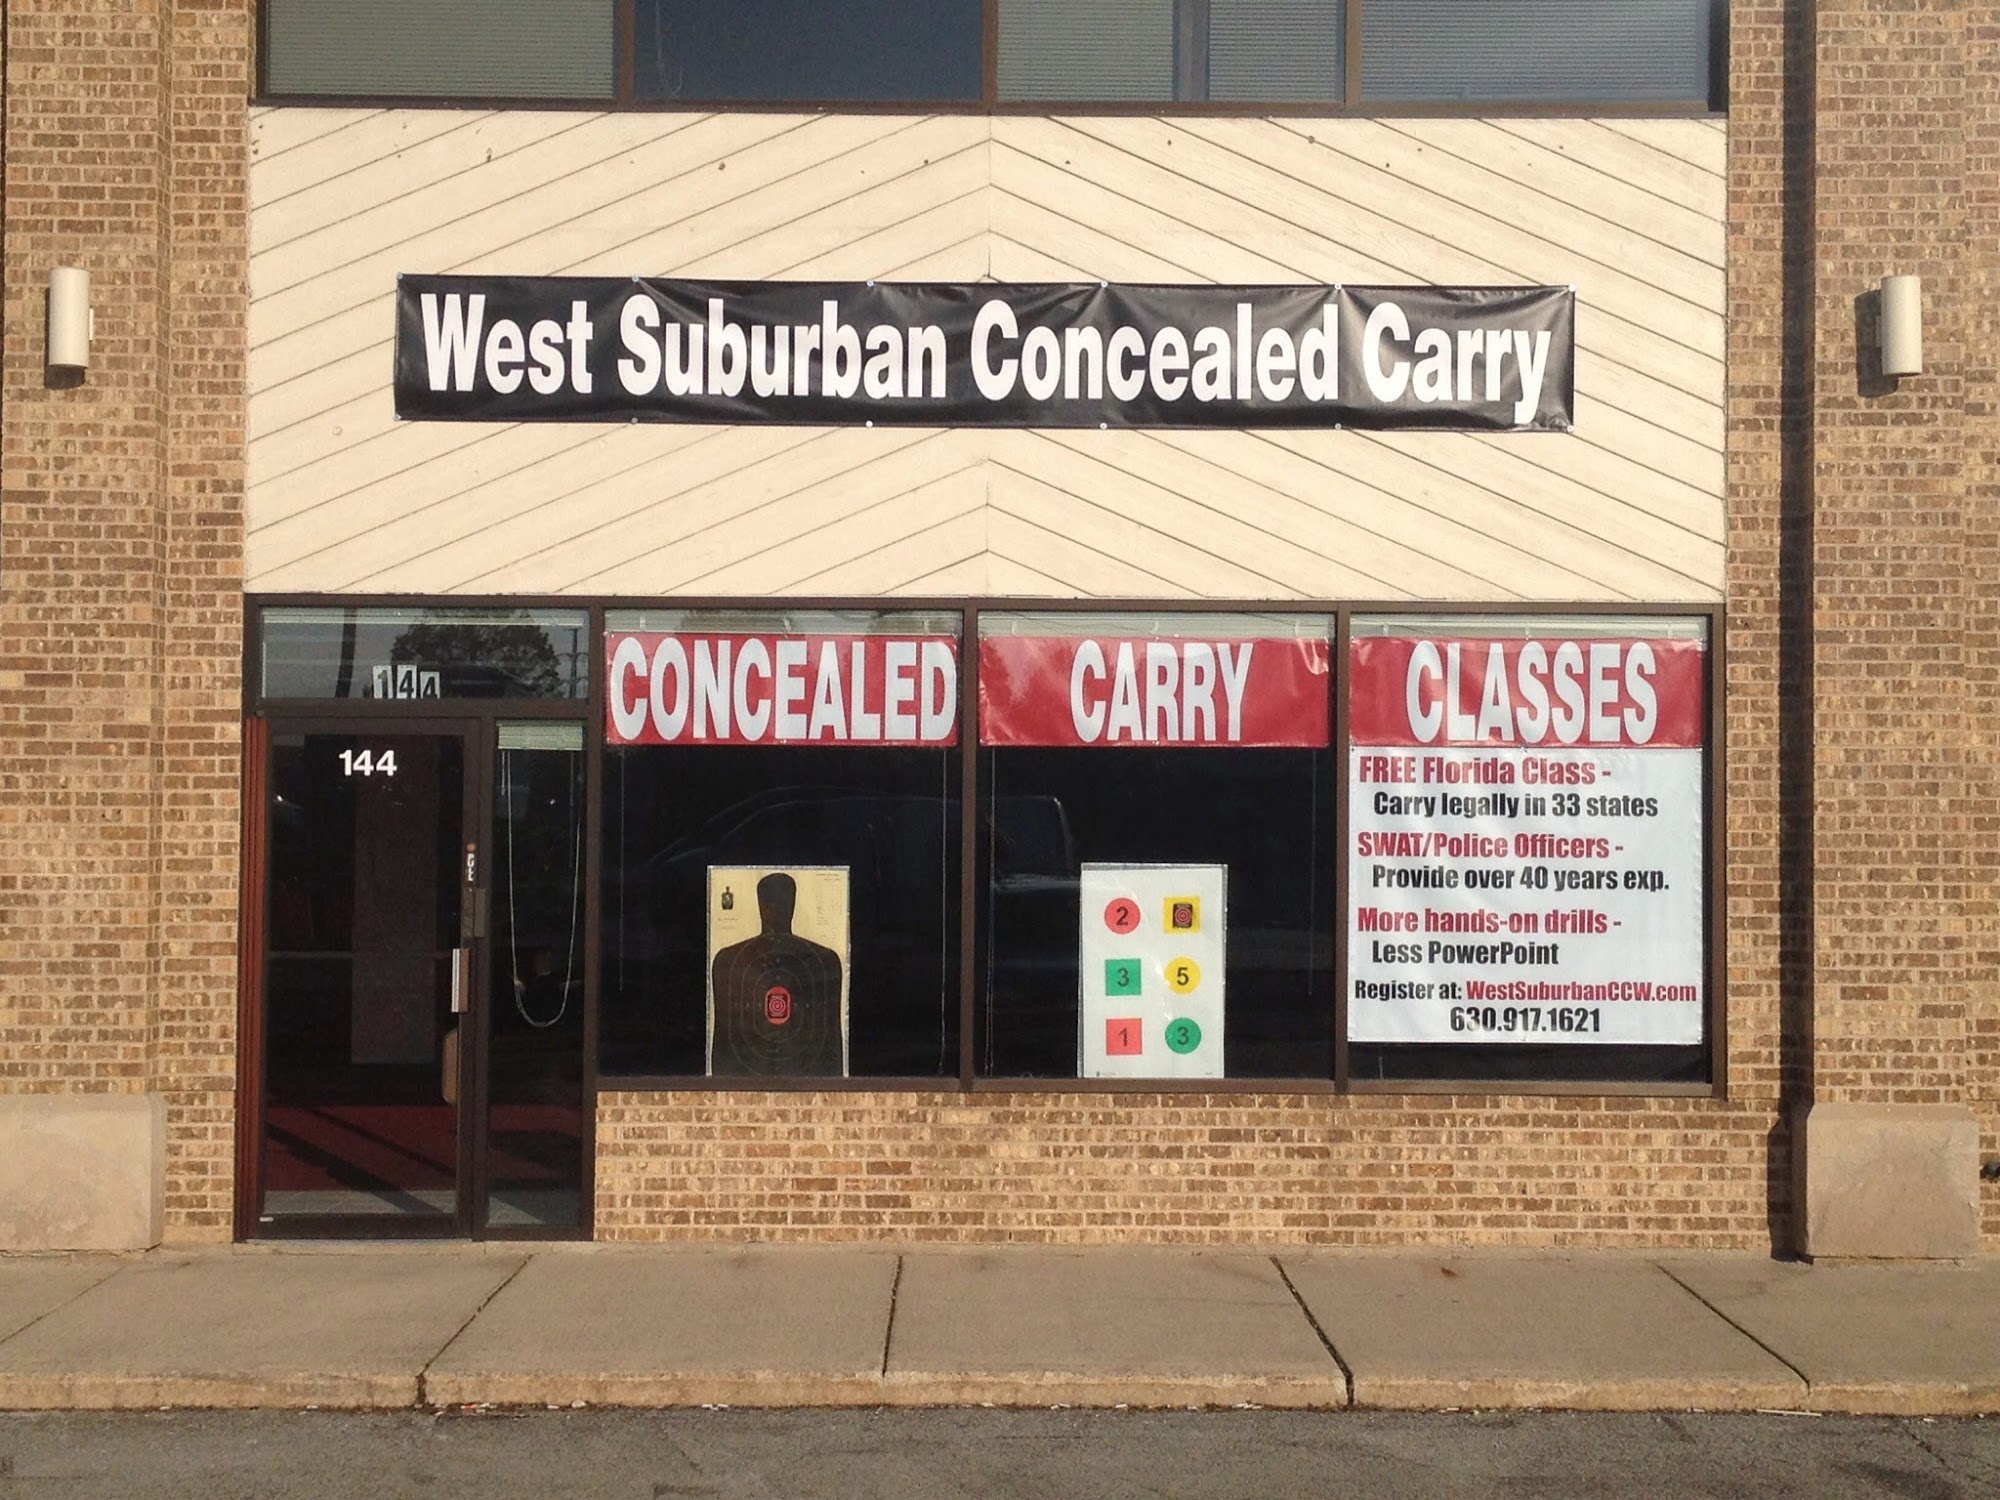 West Suburban Concealed Carry
144
144
CONCEALED CARRY CLASSES
FREE Florida Class -
Carry legally in 33 states
SWAT/Police Officers -
Provide over 40 years exp.
More hands-on drills -
Less PowerPoint
Register at: WestSuburbanCCW.com
630.917.1621
2
3 5
1 3